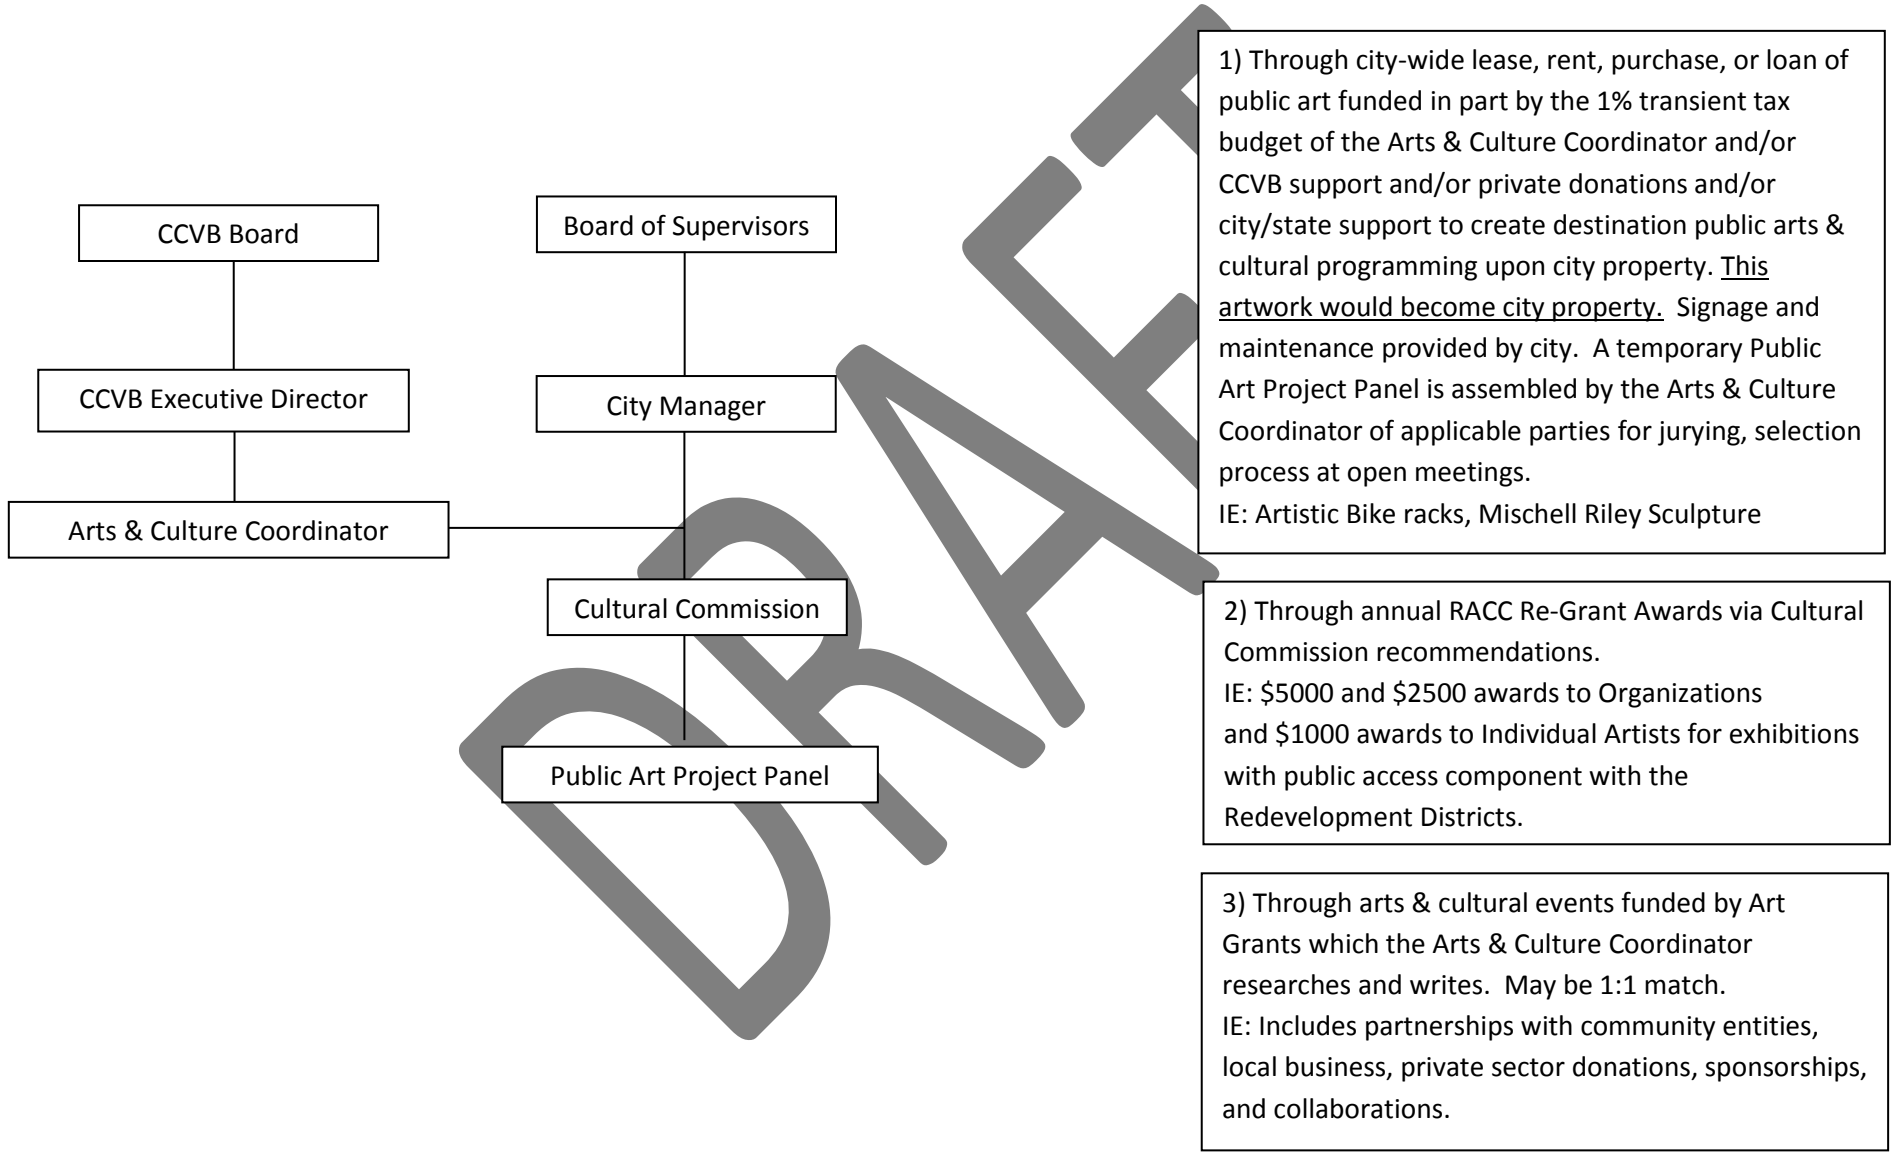 CCVB Board
CCVB Executive Director
Arts & Culture Coordinator
Board of Supervisors
City Manager
Cultural Commission
Public Art Project Panel
DRAFT
1) Through city-wide lease, rent, purchase, or loan of
public art funded in part by the 1% transient tax
budget of the Arts & Culture Coordinator and/or
CCVB support and/or private donations and/or
city/state support to create destination public arts &
cultural programming upon city property. This
artwork would become city property.  Signage and
maintenance provided by city.  A temporary Public
Art Project Panel is assembled by the Arts & Culture
Coordinator of applicable parties for jurying, selection
process at open meetings.
IE: Artistic Bike racks, Mischell Riley Sculpture
2) Through annual RACC Re-Grant Awards via Cultural
Commission recommendations.
IE: $5000 and $2500 awards to Organizations
and $1000 awards to Individual Artists for exhibitions
with public access component with the
Redevelopment Districts.
3) Through arts & cultural events funded by Art
Grants which the Arts & Culture Coordinator
researches and writes.  May be 1:1 match.
IE: Includes partnerships with community entities,
local business, private sector donations, sponsorships,
and collaborations.